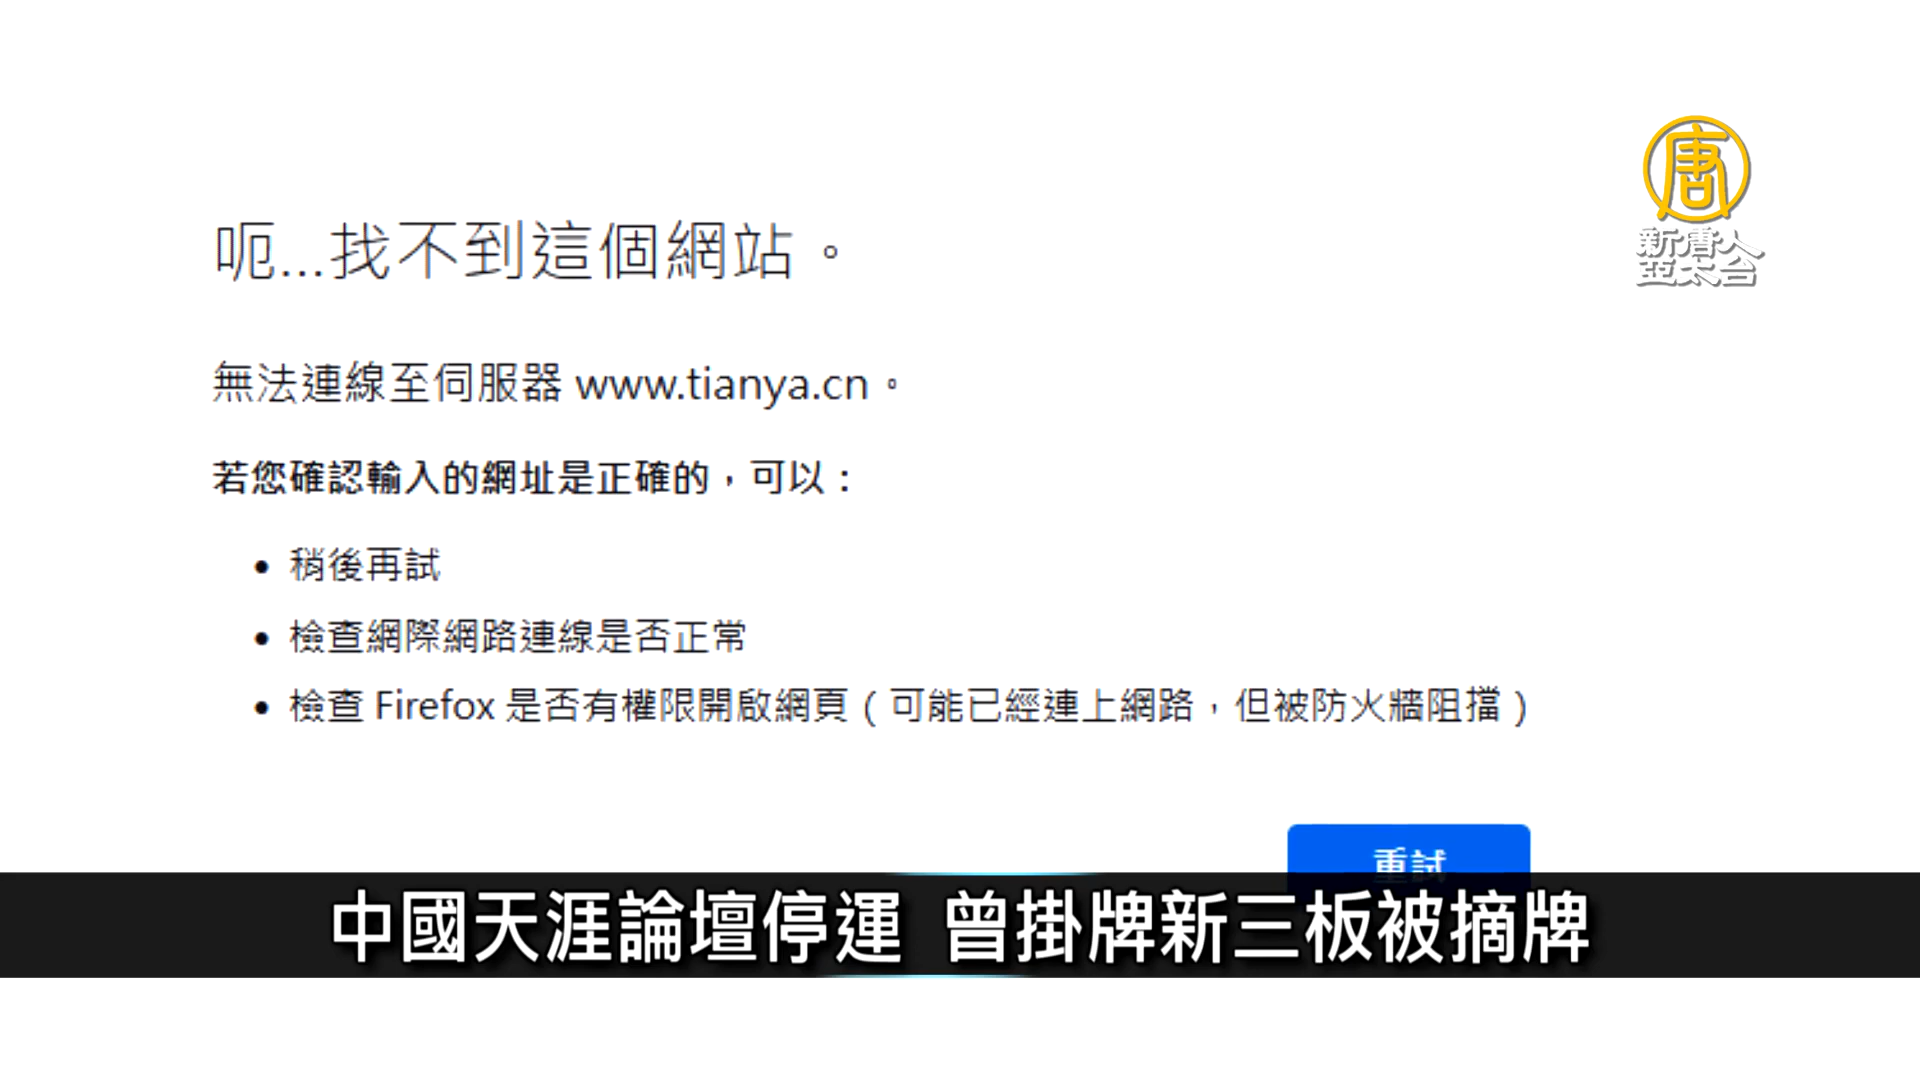 唐
新唐人
亞太台
呃...找不到這個網站。
無法連線至伺服器 www.tianya.cn。
若您確認輸入的網址是正確的，可以：
• 稍後再試
• 檢查網際網路連線是否正常
• 檢查 Firefox 是否有權限開啟網頁（可能已經連上網路，但被防火牆阻擋）
重試
中國天涯論壇停運 曾掛牌新三板被摘牌